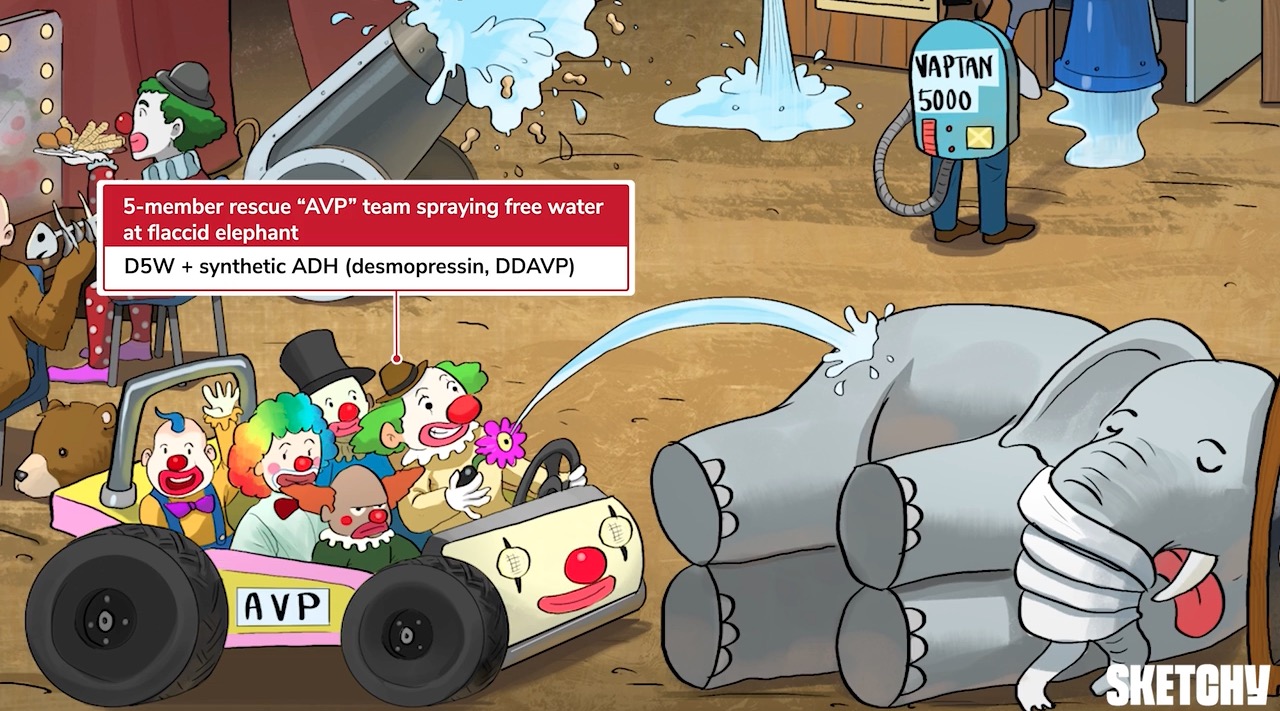 VAPTAN
5000
5-member rescue “AVP” team spraying free water
at flaccid elephant
D5W + synthetic ADH (desmopressin, DDAVP)
AVP
SKETCHY